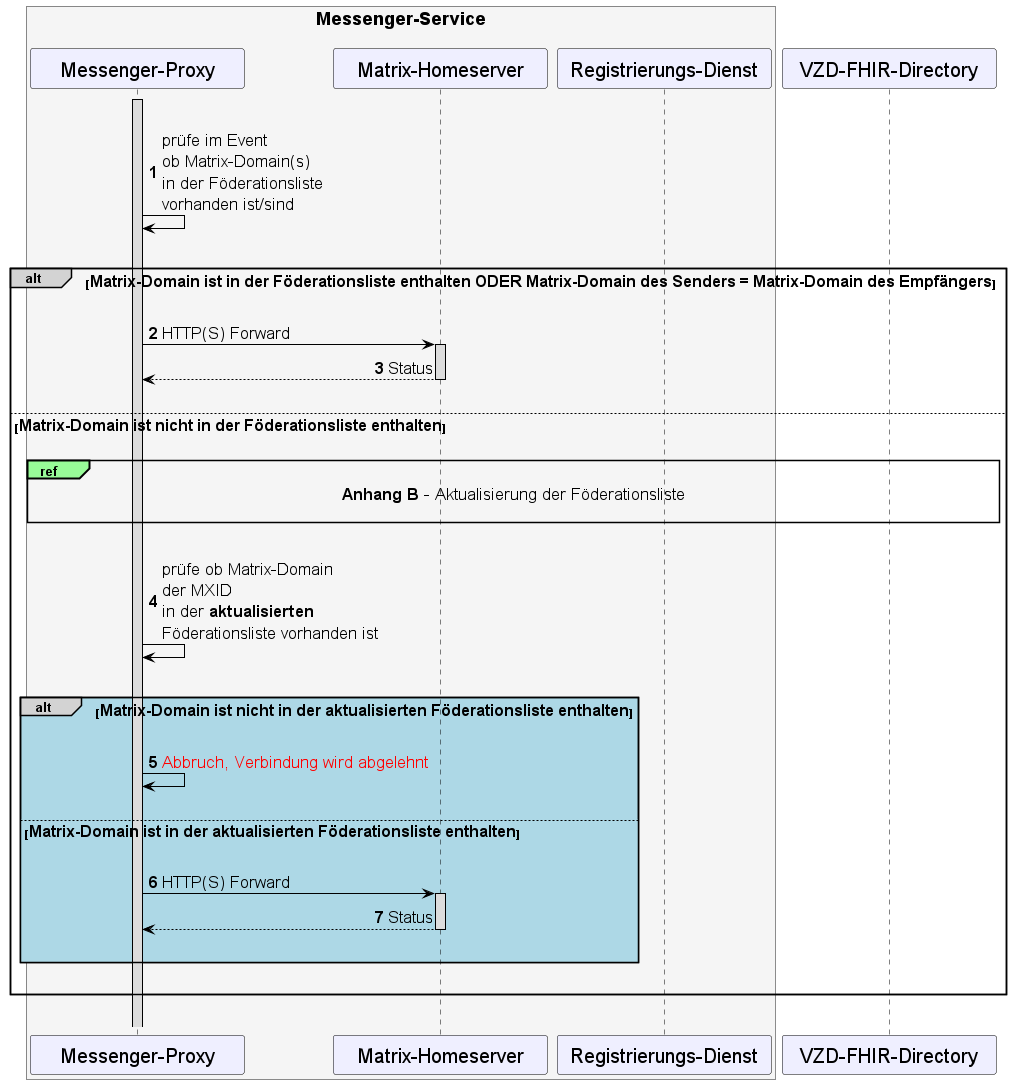 Messenger-Service
Messenger-Proxy
Matrix-Homeserver
Registrierungs-Dienst
VZD-FHIR-Directory
1
prüfe im Event
ob Matrix-Domain(s)
in der Föderationsliste
vorhanden ist/sind
alt
[Matrix-Domain ist in der Föderationsliste enthalten ODER Matrix-Domain des Senders = Matrix-Domain des Empfängers]
2 HTTP(S) Forward
3 Status
[Matrix-Domain ist nicht in der Föderationsliste enthalten]
ref
Anhang B - Aktualisierung der Föderationsliste
4
prüfe ob Matrix-Domain
der MXID
in der aktualisierten
Föderationsliste vorhanden ist
alt
[Matrix-Domain ist nicht in der aktualisierten Föderationsliste enthalten]
5 Abbruch, Verbindung wird abgelehnt
[Matrix-Domain ist in der aktualisierten Föderationsliste enthalten]
6 HTTP(S) Forward
7 Status
Messenger-Proxy
Matrix-Homeserver
Registrierungs-Dienst
VZD-FHIR-Directory